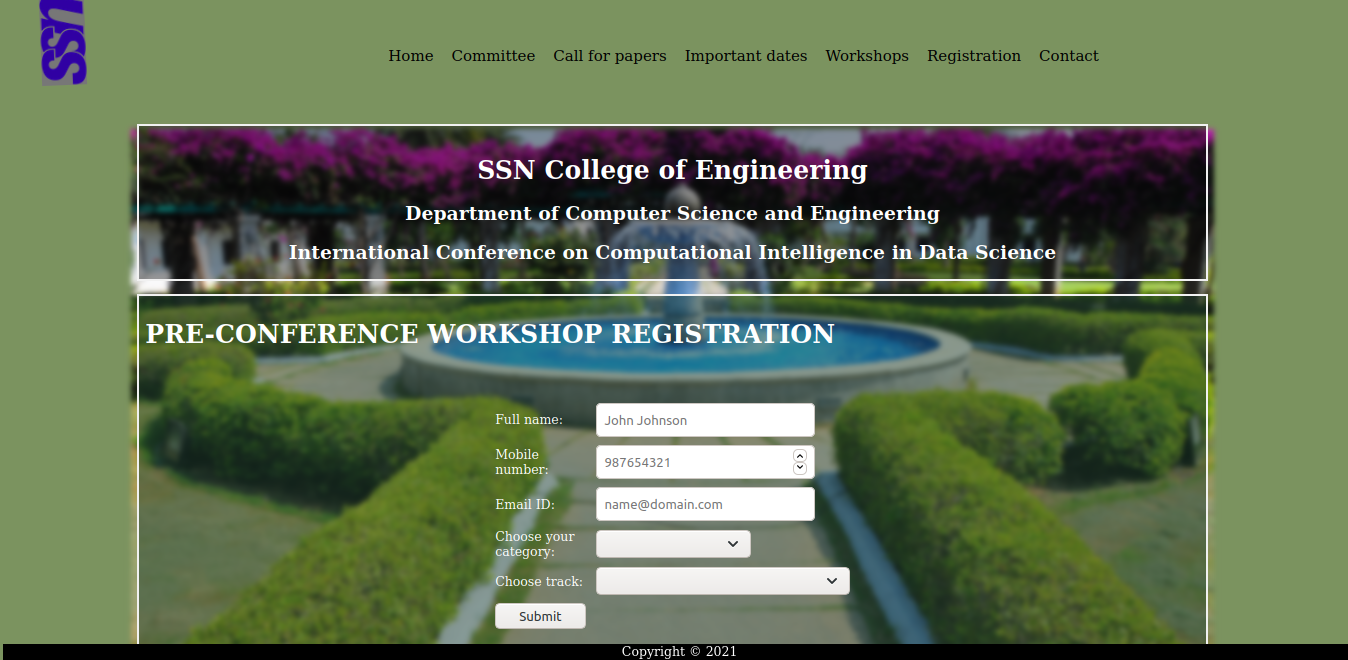 ssn
Home Committee Call for papers Important dates Workshops Registration Contact
SSN College of Engineering
Department of Computer Science and Engineering
International Conference on Computational Intelligence in Data Science
PRE-CONFERENCE WORKSHOP REGISTRATION
Full name: John Johnson
Mobile
number: 987654321
Email ID: name@domain.com
Choose your
category:
Choose track:
Submit
Copyright © 2021